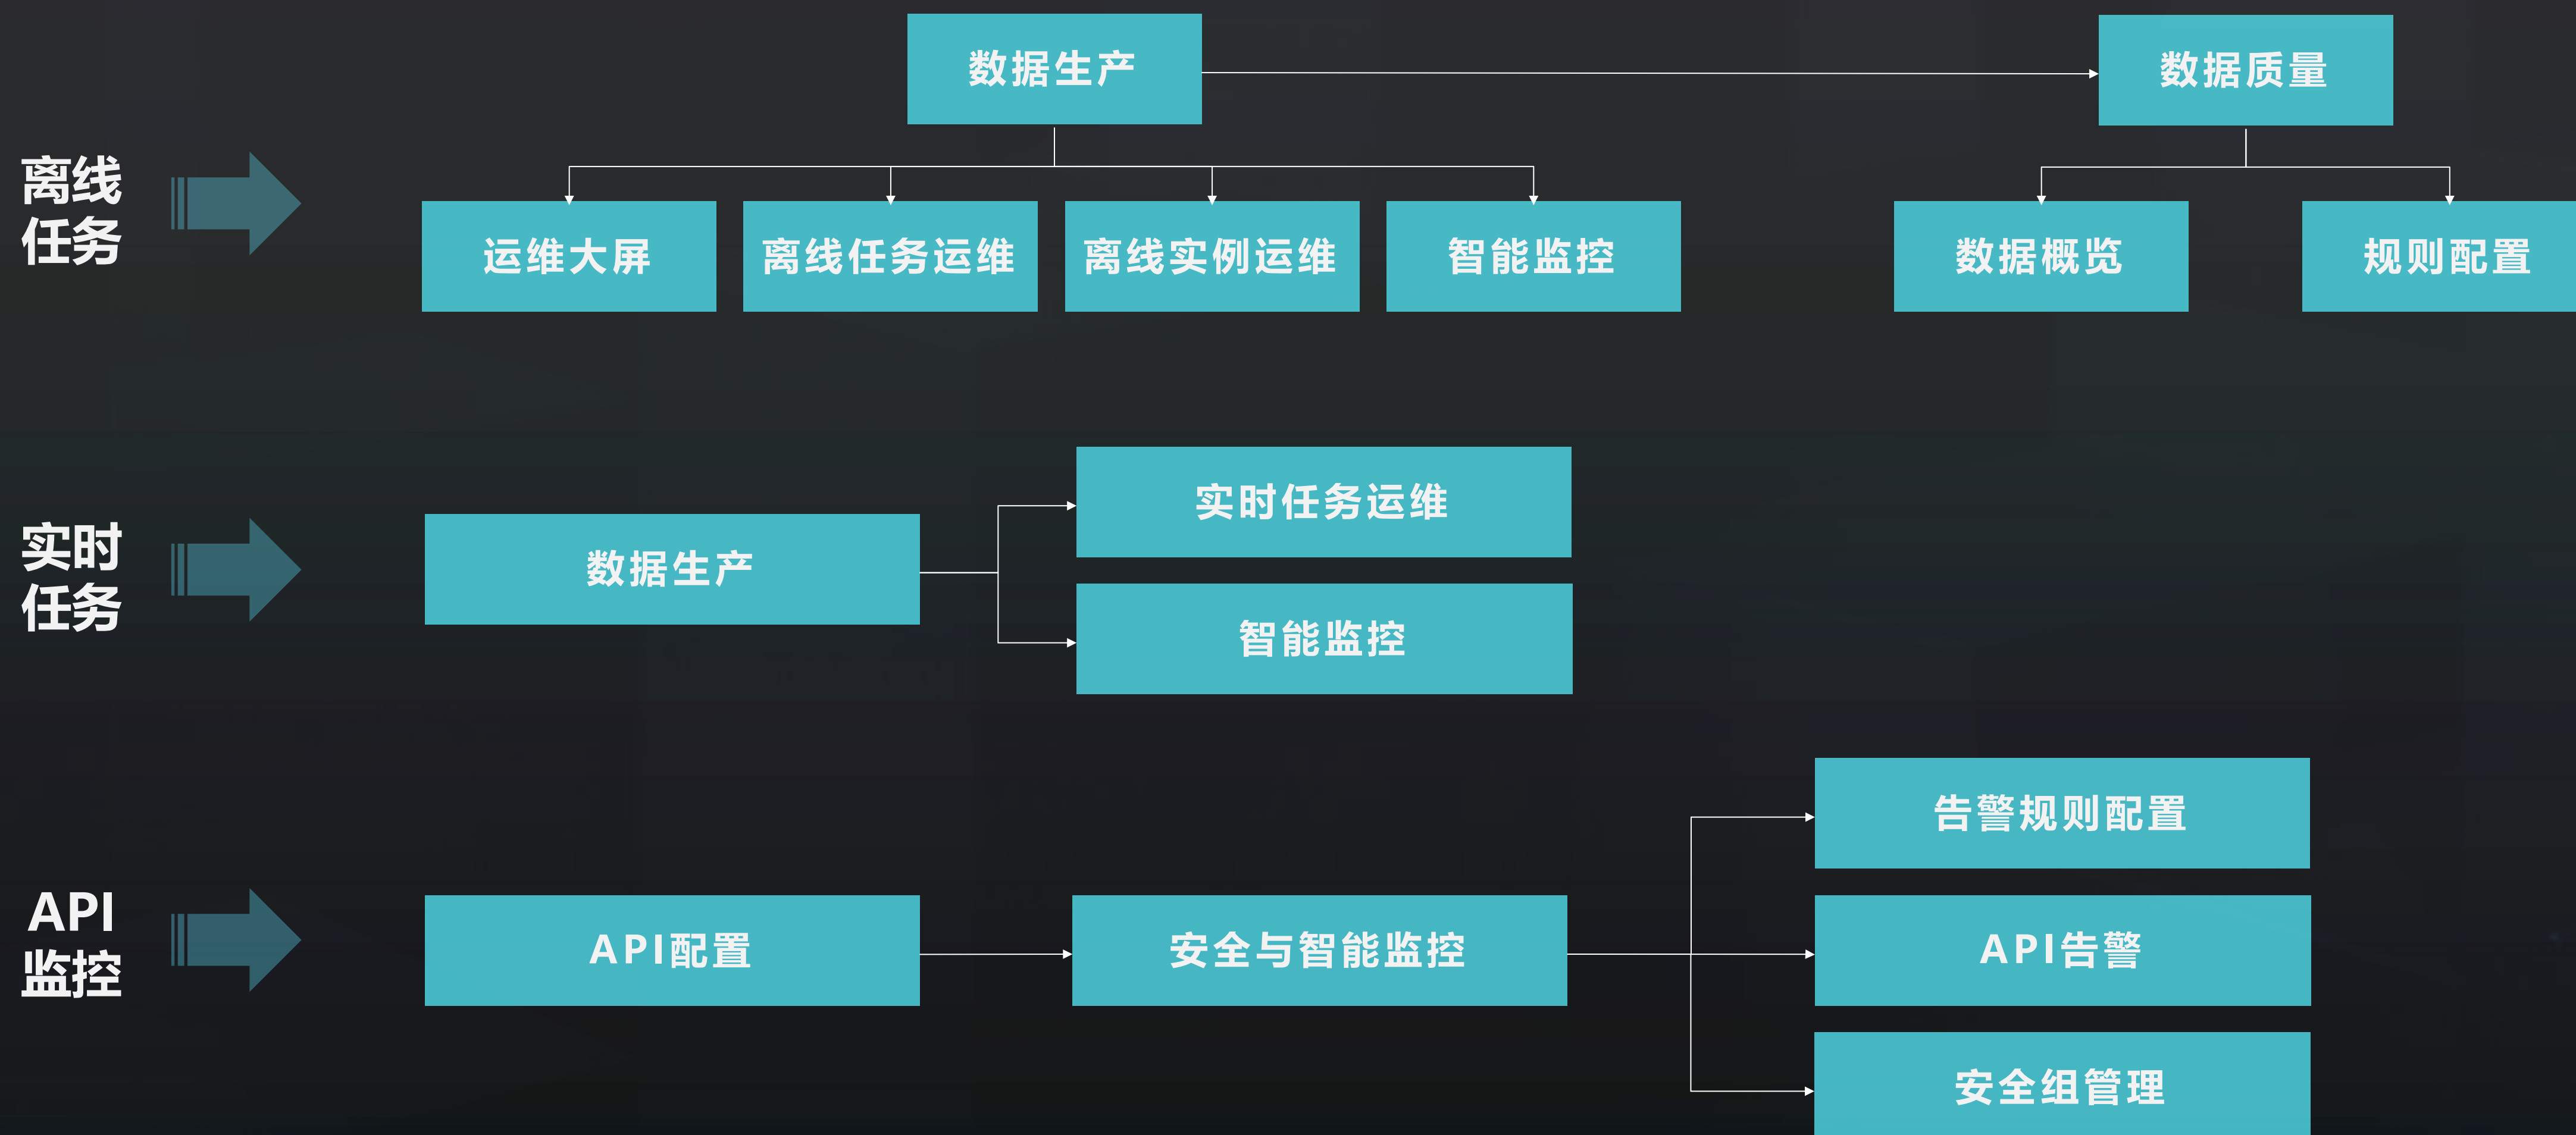 数据生产
数据质量
离线
任务
运维大屏
离线任务运维
离线实例运维
智能监控
数据概览
规则配置
实时
任务
数据生产
实时任务运维
智能监控
API
监控
API配置
安全与智能监控
告警规则配置
API告警
安全组管理